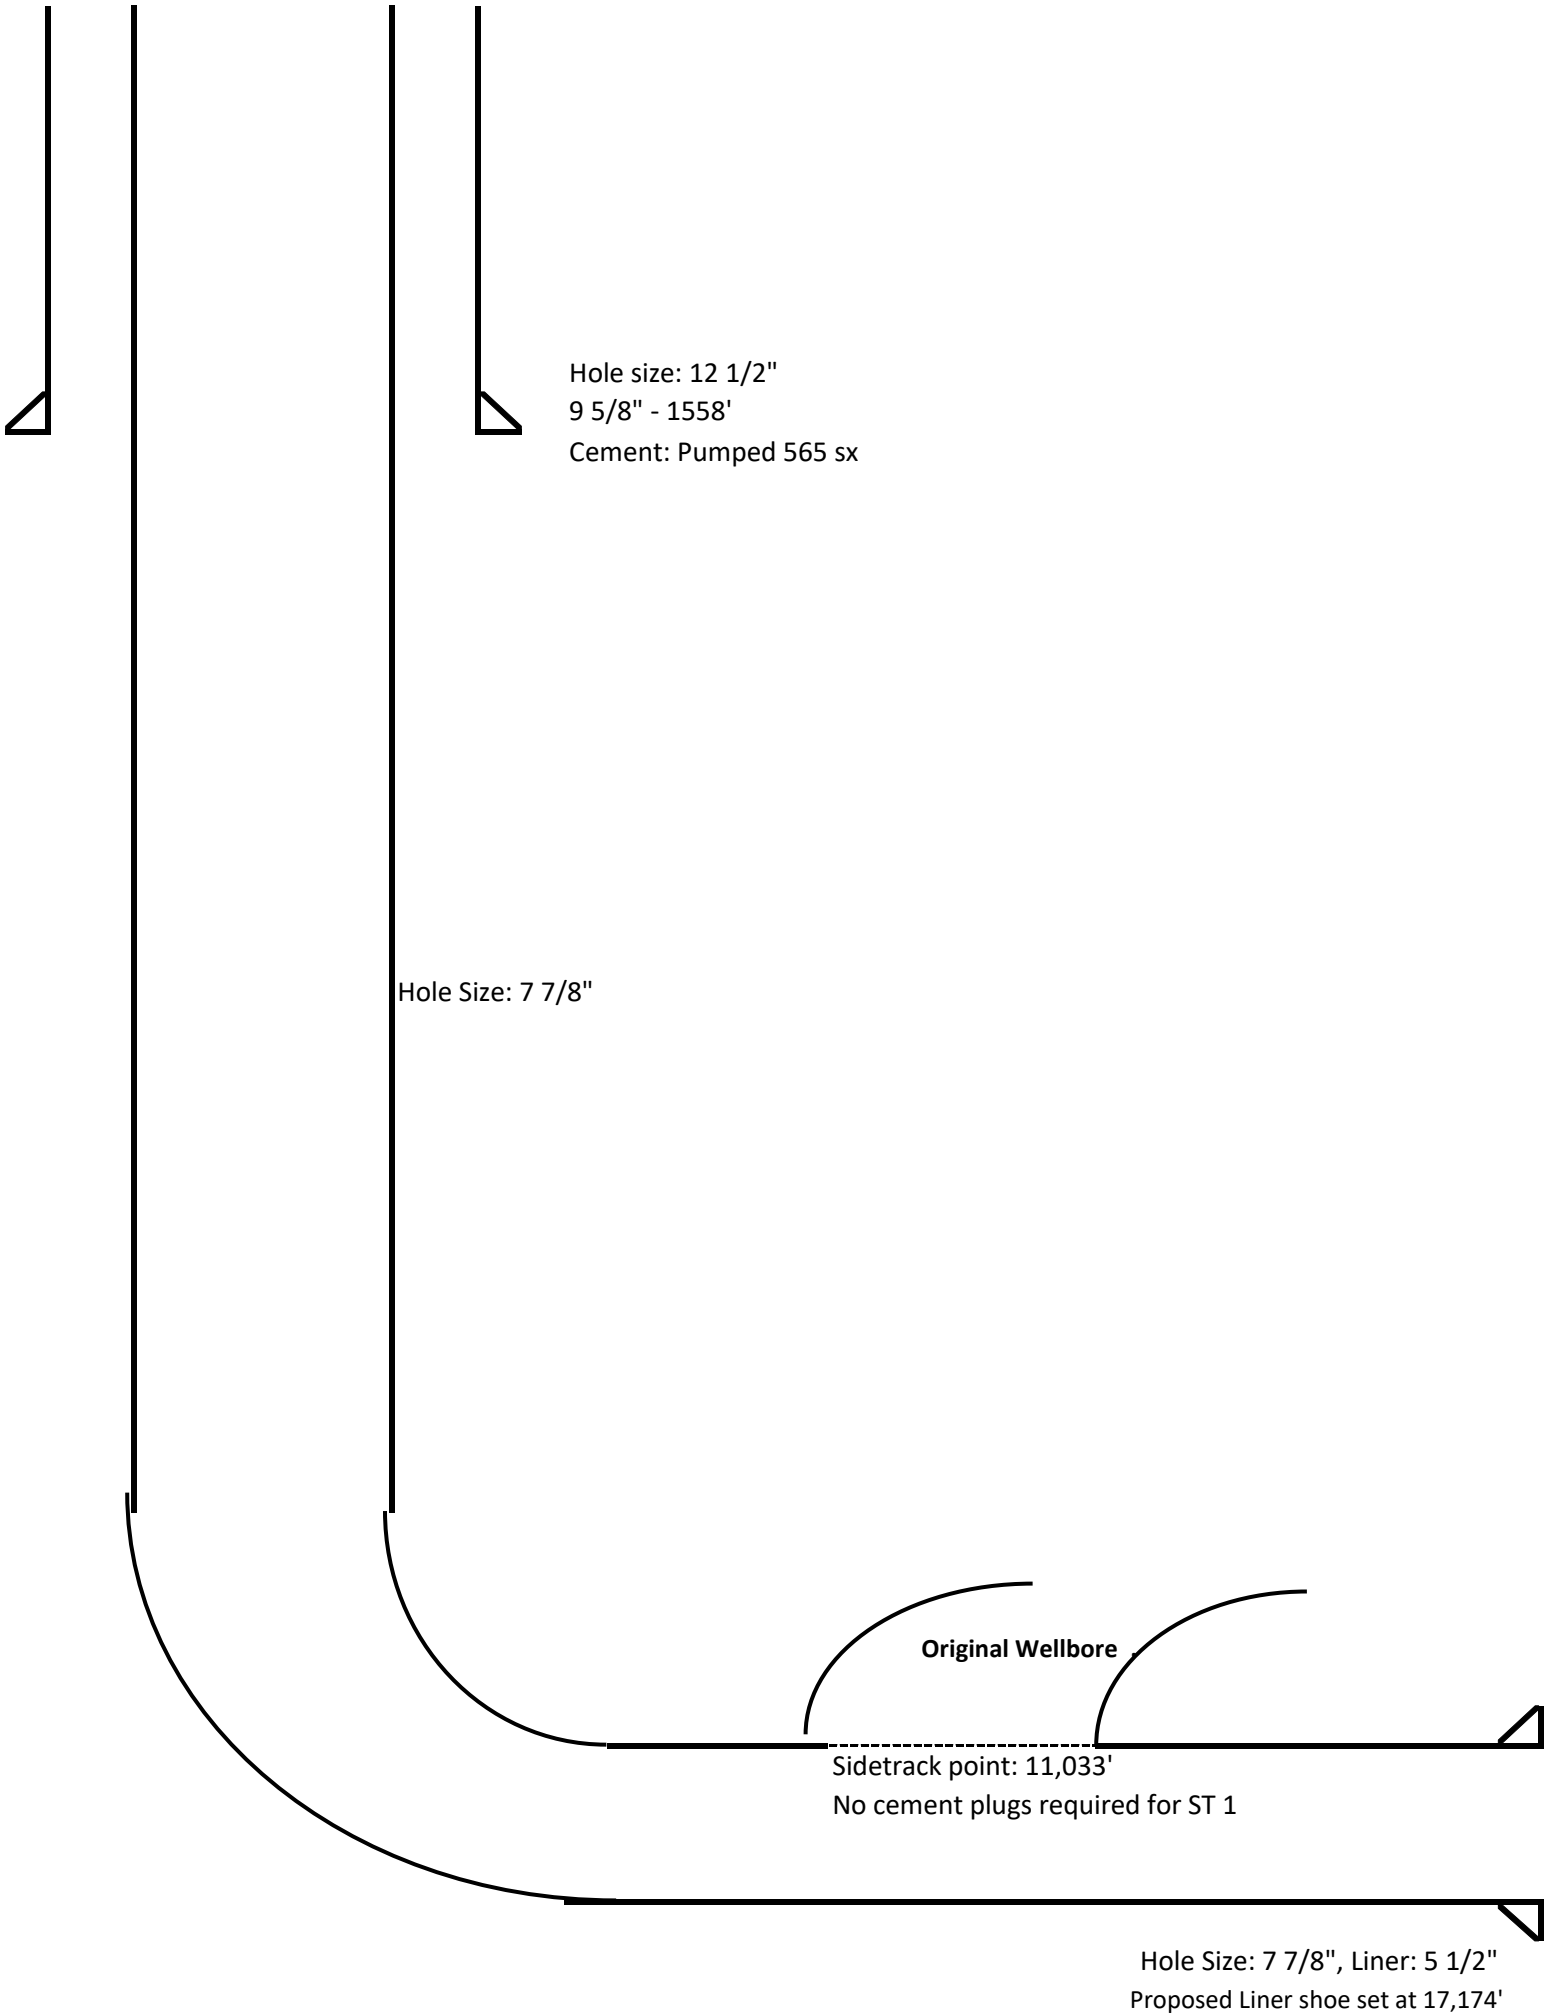 Hole size: 12 1/2"
9 5/8" - 1558'
Cement: Pumped 565 sx
Hole Size: 7 7/8"
Original Wellbore
Sidetrack point: 11,033'
No cement plugs required for ST 1
Hole Size: 7 7/8", Liner: 5 1/2"
Proposed Liner shoe set at 17,174'